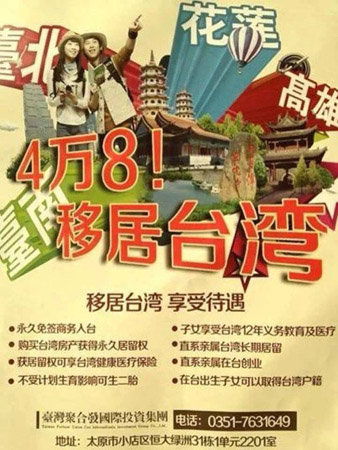 臺北
花莲
高雄
臺南
4万8!
移居台湾
移居台湾 享受待遇
● 永久免签商务入台
● 购买台湾房产获得永久居留权
● 获居留权可享台湾健康医疗保险
● 不受计划生育影响可生二胎
● 子女享受台湾12年义务教育及医疗
● 直系亲属台湾长期居留
● 直系亲属在台创业
● 在台出生子女可以取得台湾户籍
臺灣聚合發國際投資集團
电话: 0351-7631649
地址: 太原市小店区恒大绿洲31栋1单元2201室